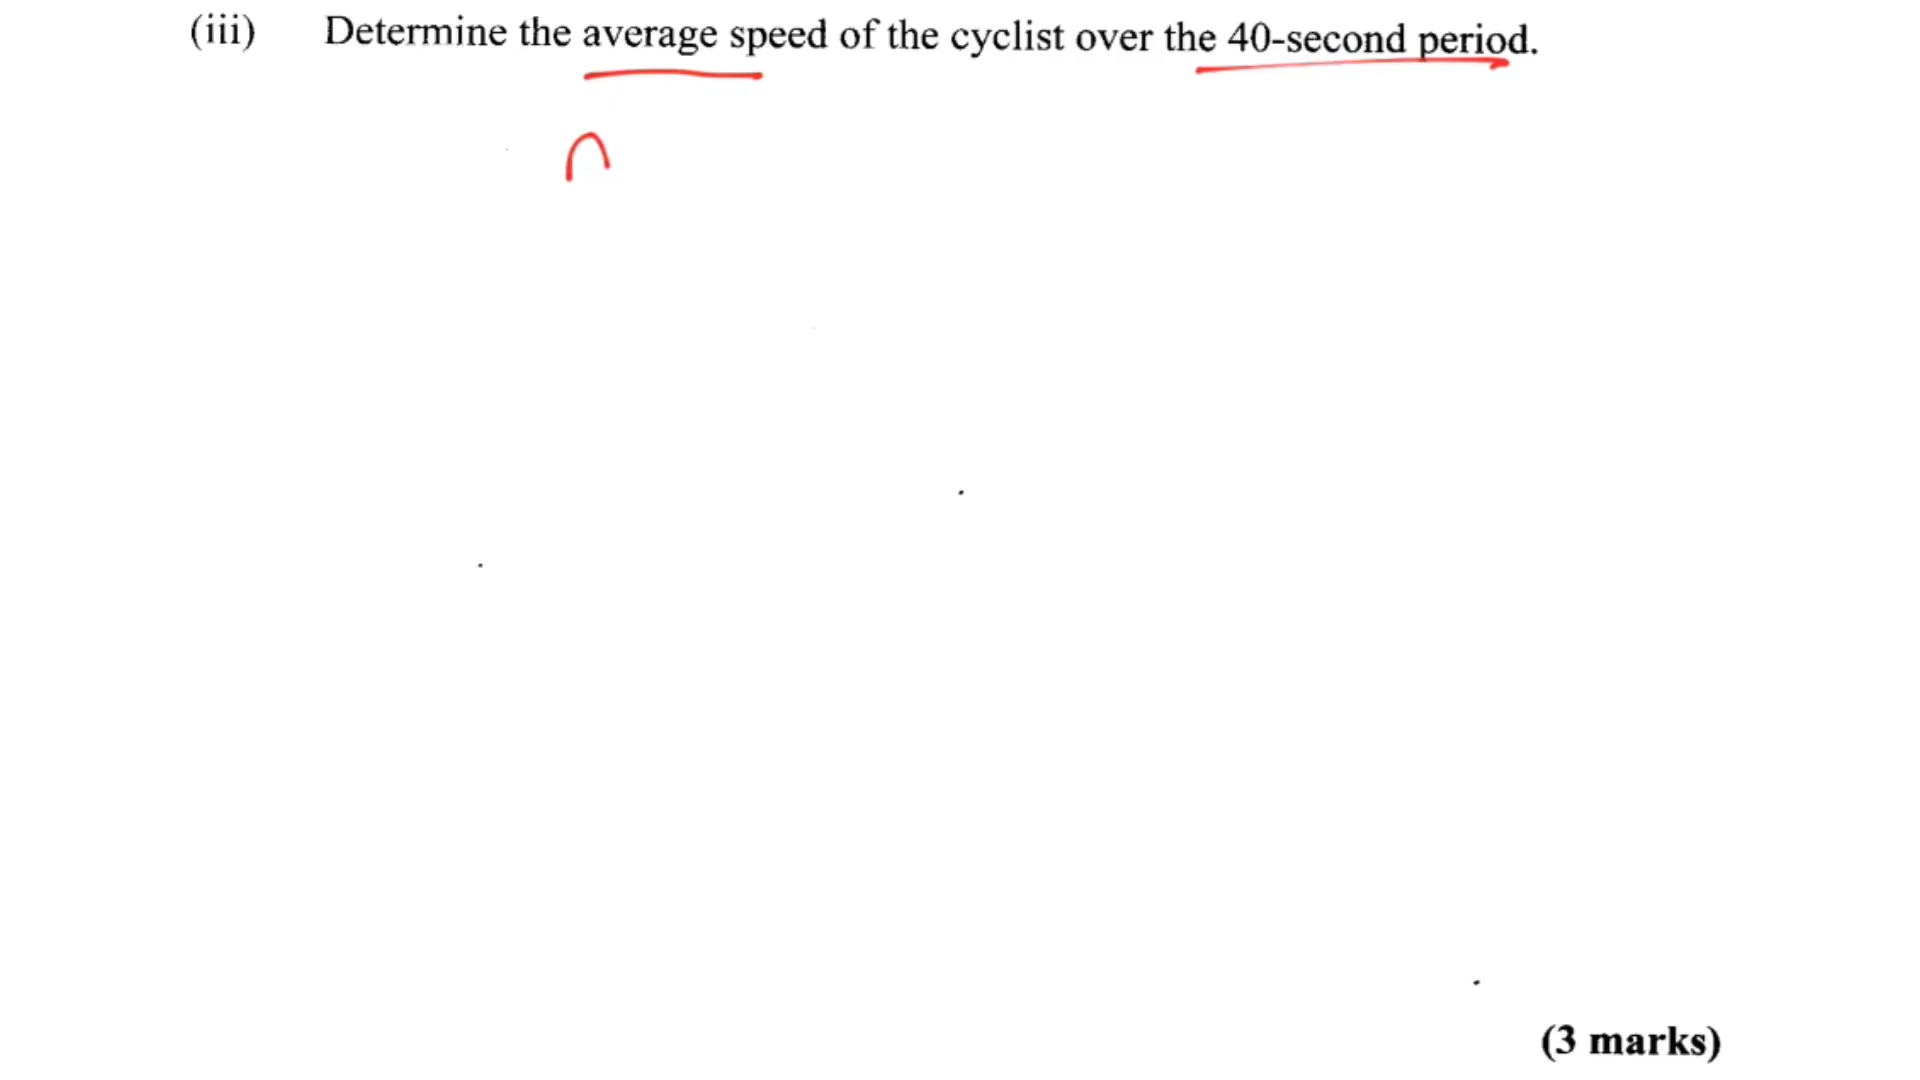 (iii) Determine the average speed of the cyclist over the 40-second period.
(3 marks)